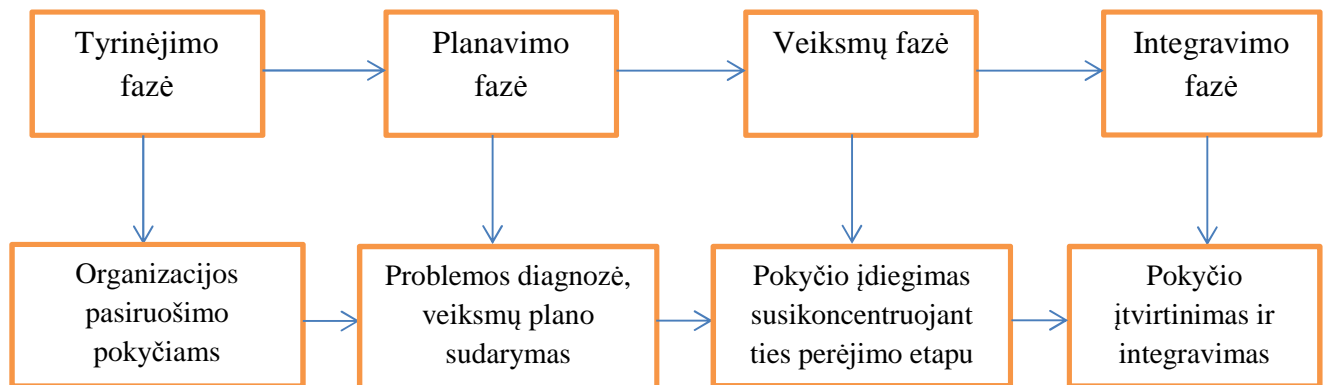 Tyrinėjimo
fazė
Planavimo
fazė
Veiksmų fazė
Integravimo
fazė
Organizacijos
pasiruošimo
pokyčiams
Problemos diagnozė,
veiksmų plano
sudarymas
Pokyčio įdiegimas
susikoncentruojant
ties perėjimo etapu
Pokyčio
įtvirtinimas ir
integravimas